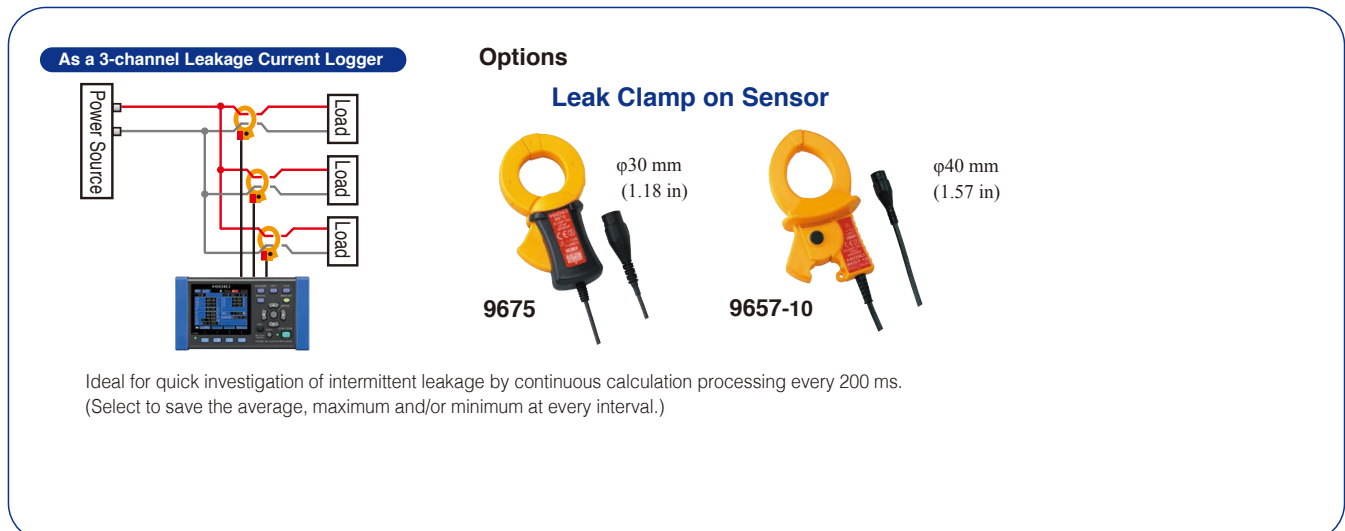 As a 3-channel Leakage Current Logger
Power Source
Load
Load
Load
HIOKI
Options
Leak Clamp on Sensor
φ30 mm
(1.18 in)
9675
φ40 mm
(1.57 in)
9657-10
Ideal for quick investigation of intermittent leakage by continuous calculation processing every 200 ms.
(Select to save the average, maximum and/or minimum at every interval.)